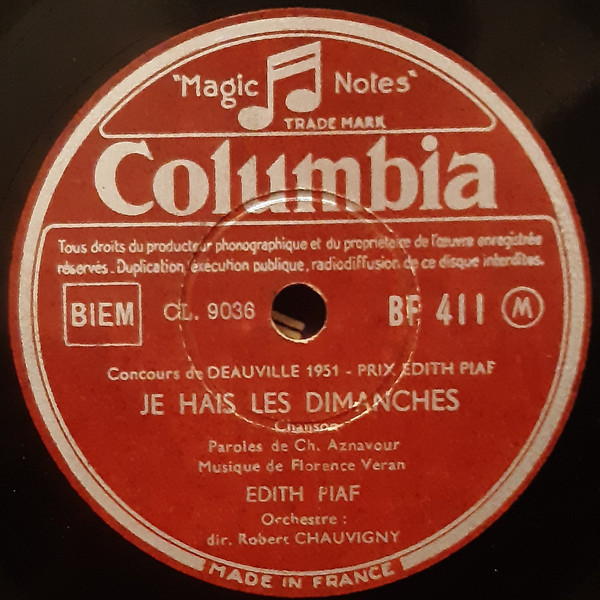 "Magic Notes"
TRADE MARK
Columbia
Tous droits du producteur phonographique et du propriétaire de l'œuvre enregistrée
réservés. Duplication, exécution publique, radiodiffusion de ce disque interdites.
BIEM CL. 9036 BF 411 M
Concours de DEAUVILLE 1951 - PRIX EDITH PIAF
JE HAIS LES DIMANCHES
Chanson
Paroles de Ch. Aznavour
Musique de Florence Veran
EDITH PIAF
Orchestre :
dir. Robert CHAUVIGNY
MADE IN FRANCE